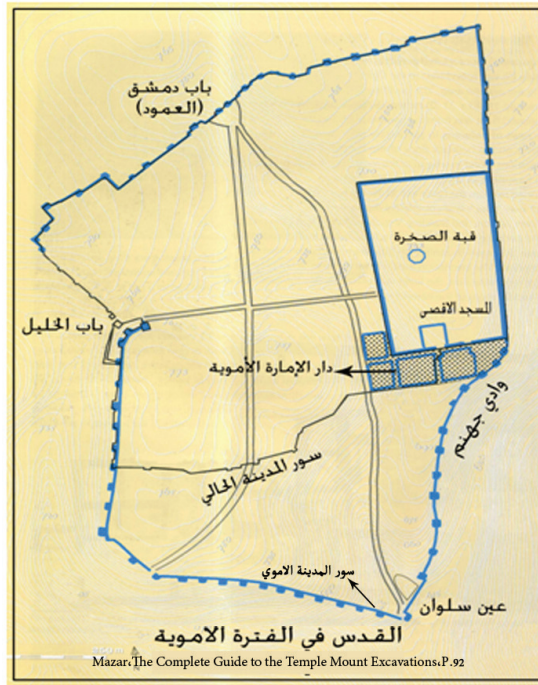 باب دمشق
(العمود)
قبة الصخرة
المسجد الاقصى
باب الخليل
دار الإمارة الأموية
وادي جهنم
سور المدينة الحالي
سور المدينة الاموي
عين سلوان
القدس في الفترة الاموية
Mazar،The Complete Guide to the Temple Mount Excavations،P.92